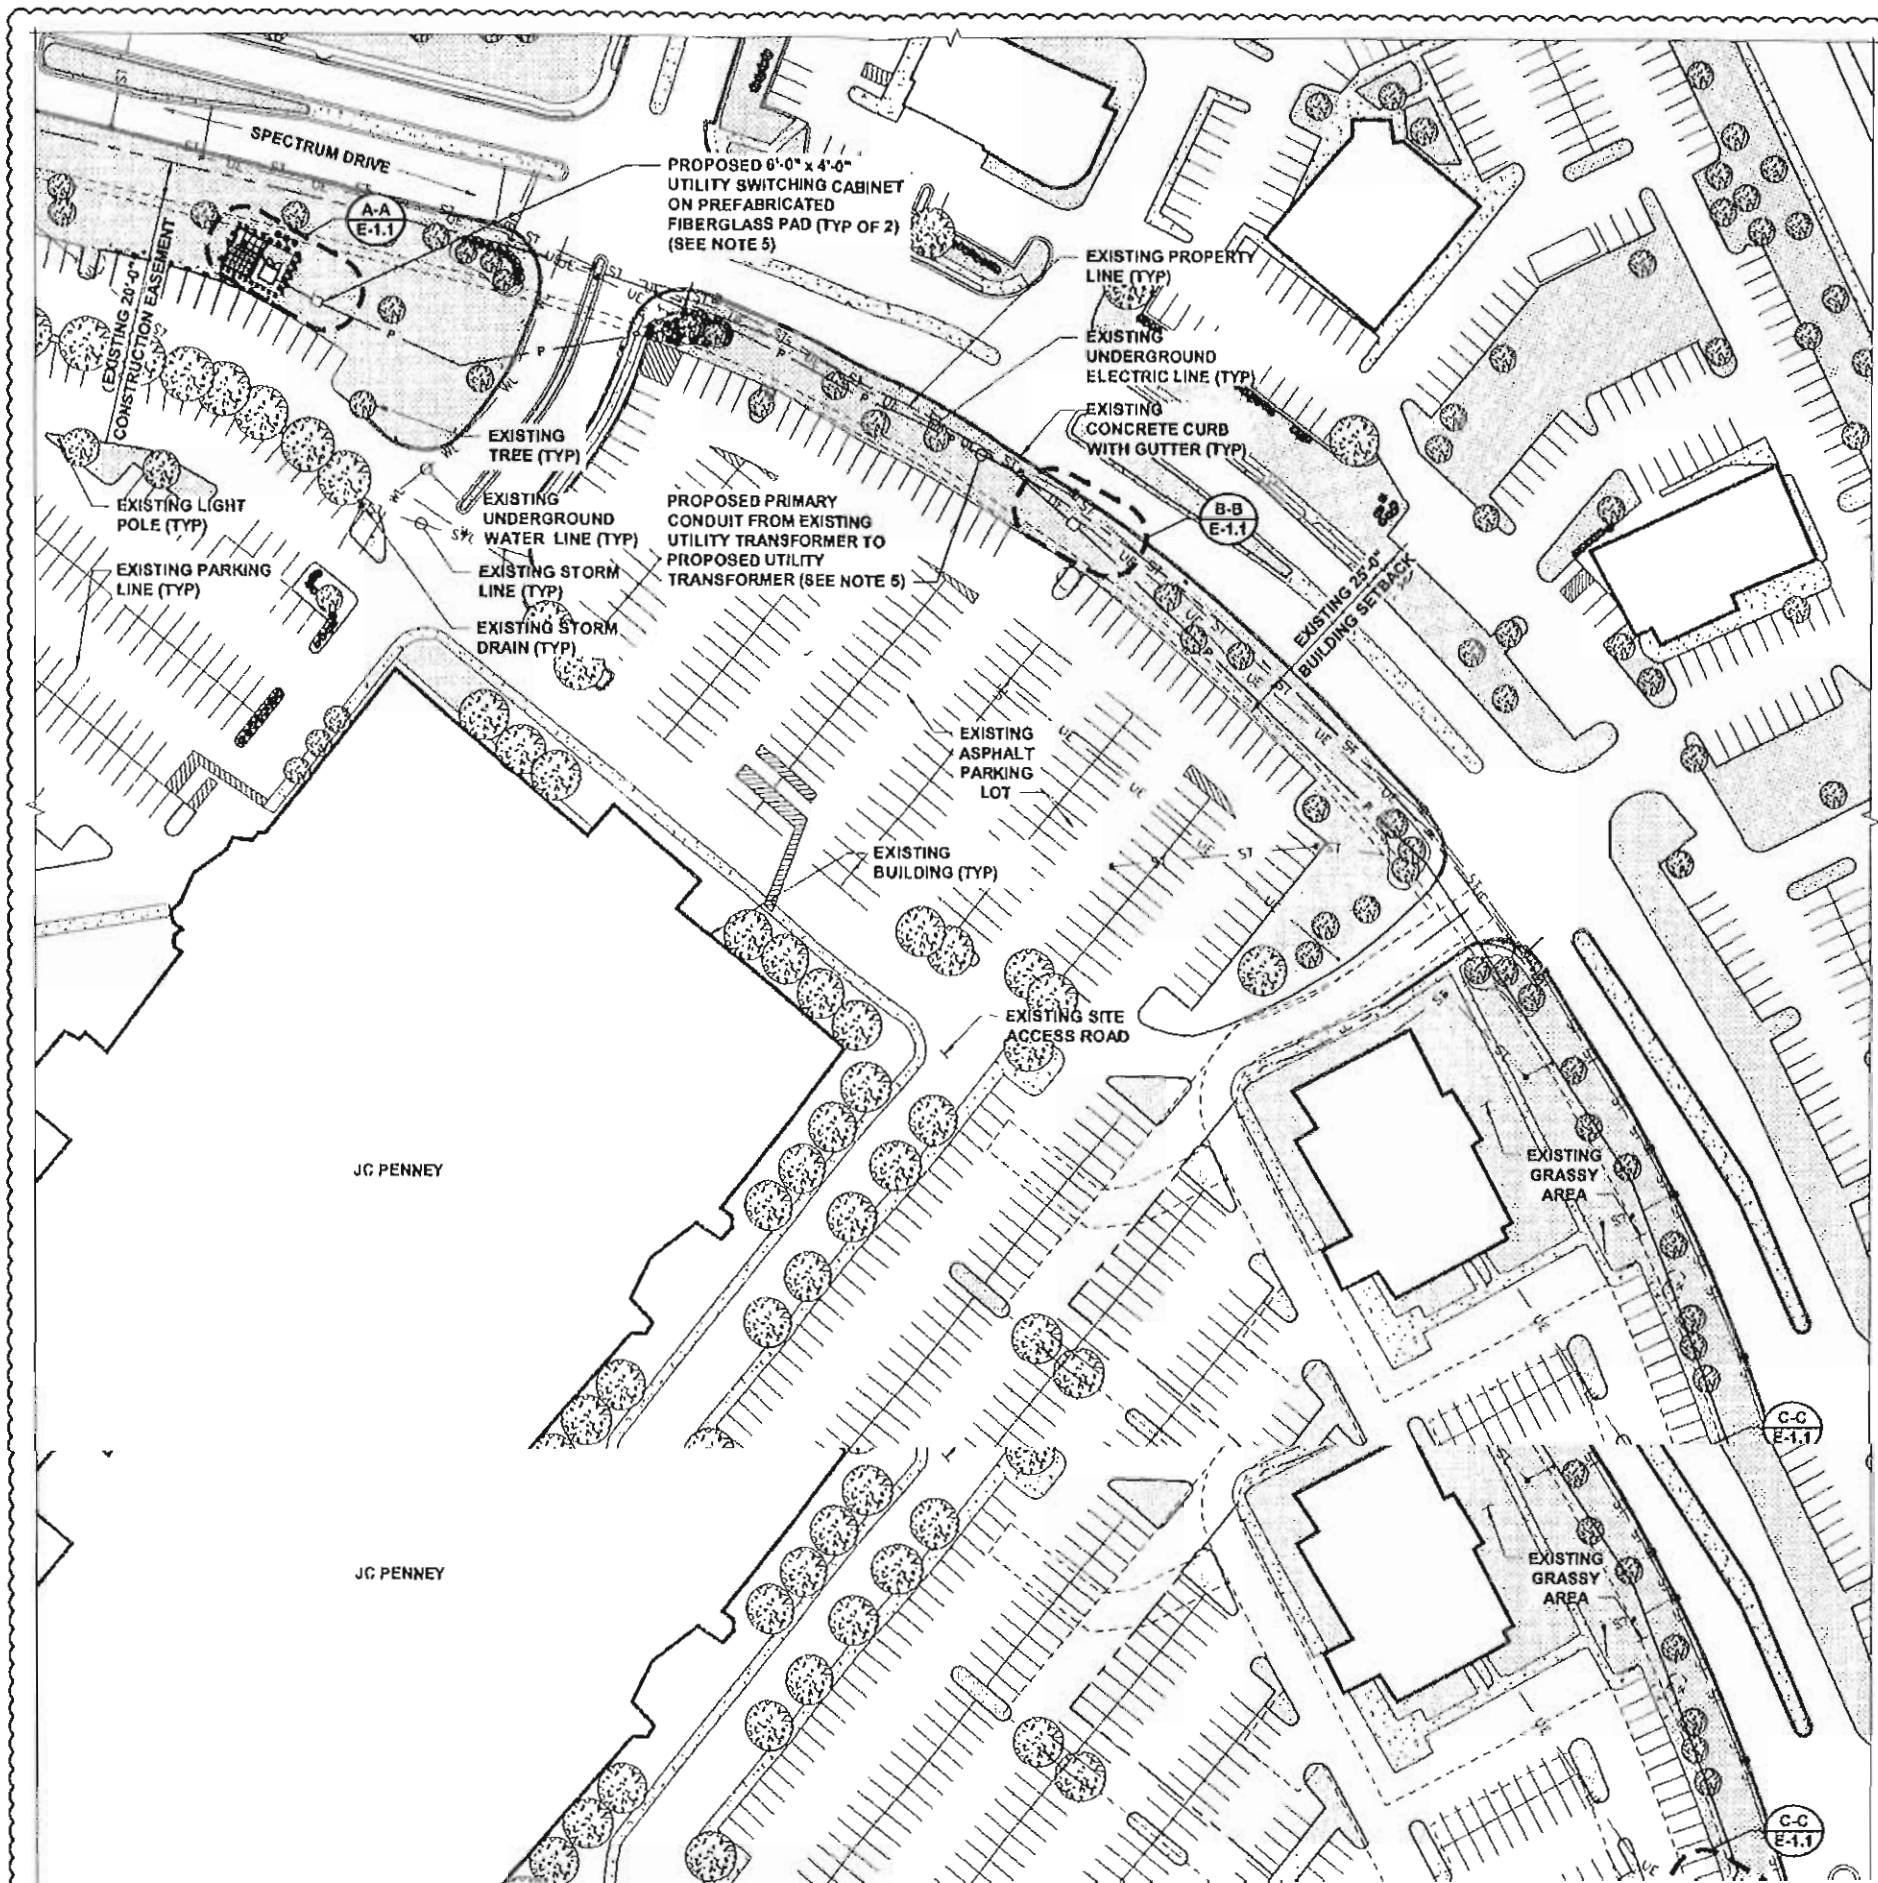 SPECTRUM DRIVE
A-A
E-1.1
PROPOSED 6'-0" x 4'-0"
UTILITY SWITCHING CABINET
ON PREFABRICATED
FIBERGLASS PAD (TYP OF 2)
(SEE NOTE 5)
EXISTING PROPERTY
LINE (TYP)
(EXISTING 20'-0"
CONSTRUCTION EASEMENT
EXISTING
UNDERGROUND
ELECTRIC LINE (TYP)
EXISTING
CONCRETE CURB
WITH GUTTER (TYP)
EXISTING
TREE (TYP)
EXISTING LIGHT
POLE (TYP)
EXISTING
UNDERGROUND
WATER LINE (TYP)
PROPOSED PRIMARY
CONDUIT FROM EXISTING
UTILITY TRANSFORMER TO
PROPOSED UTILITY
TRANSFORMER (SEE NOTE 5)
B-B
E-1.1
EXISTING PARKING
LINE (TYP)
EXISTING STORM
LINE (TYP)
EXISTING 25'-0"
BUILDING SETBACK
EXISTING STORM
DRAIN (TYP)
EXISTING
ASPHALT
PARKING
LOT
EXISTING
BUILDING (TYP)
EXISTING SITE
ACCESS ROAD
JC PENNEY
EXISTING
GRASSY
AREA
C-C
E-1.1
JC PENNEY
EXISTING
GRASSY
AREA
C-C
E-1.1